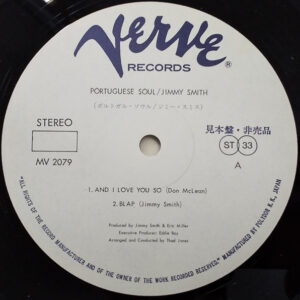 Verve
RECORDS ®
PORTUGUESE SOUL/JIMMY SMITH
(ポルトガル・ソウル/ジミー・スミス)
STEREO
見本盤・非売品
ST 33
MV 2079
A
1. AND I LOVE YOU SO (Don McLean)
2. BLAP (Jimmy Smith)
Produced by Jimmy Smith & Eric Miller
Executive Producer: Eddie Ray
Arranged and Conducted by Thad Jones
"ALL RIGHTS OF THE RECORD MANUFACTURER AND OF THE OWNER OF THE WORK RECORDED RESERVED" MANUFACTURED BY POLYDOR K.K., JAPAN